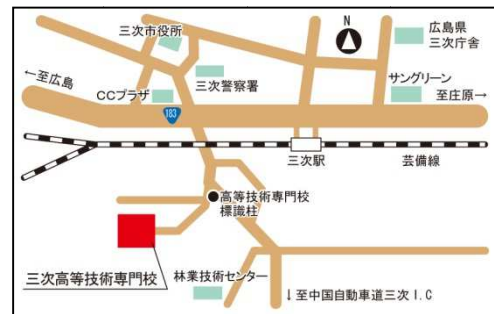 三次市役所
N
広島県
三次庁舎
←至広島
三次警察署
サングリーン
CCプラザ
183
至庄原→
三次駅
芸備線
高等技術専門校
標識柱
三次高等技術専門校
林業技術センター
↓至中国自動車道三次I.C